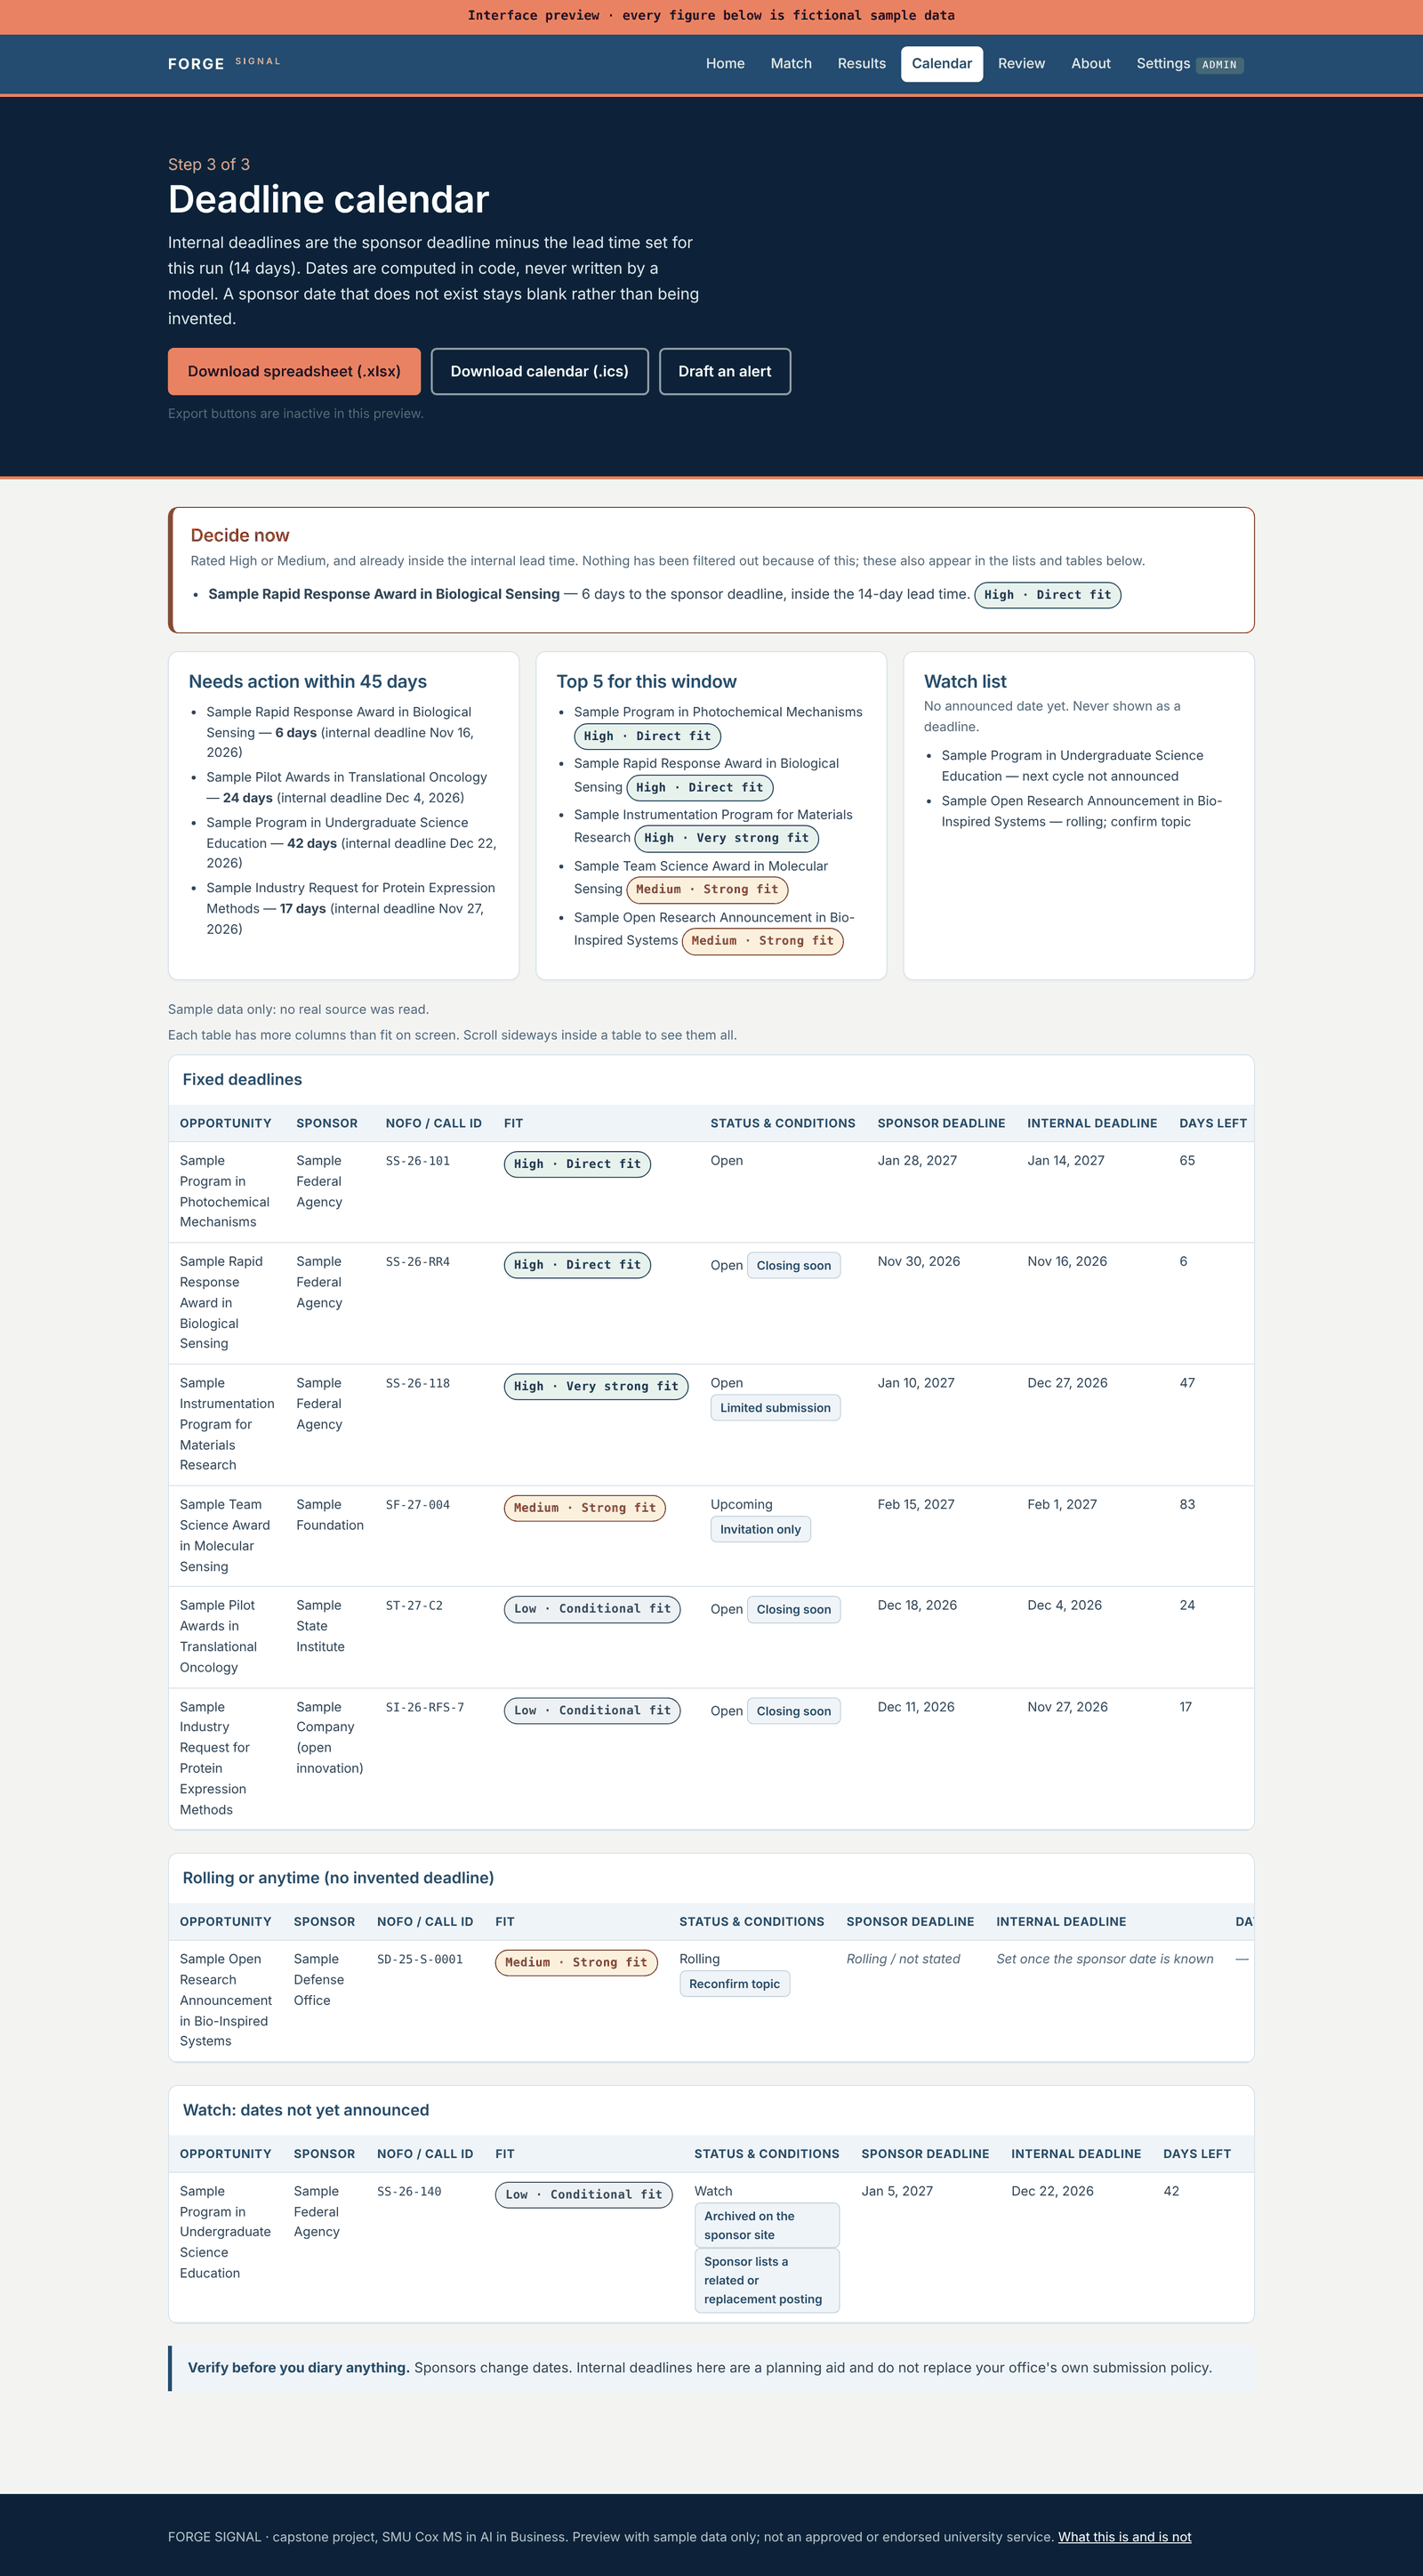 Interface preview · every figure below is fictional sample data
FORGE SIGNAL
Home Match Results Calendar Review About Settings ADMIN
Step 3 of 3
Deadline calendar
Internal deadlines are the sponsor deadline minus the lead time set for
this run (14 days). Dates are computed in code, never written by a
model. A sponsor date that does not exist stays blank rather than being
invented.
Download spreadsheet (.xlsx) Download calendar (.ics) Draft an alert
Export buttons are inactive in this preview.
Decide now
Rated High or Medium, and already inside the internal lead time. Nothing has been filtered out because of this; these also appear in the lists and tables below.
• Sample Rapid Response Award in Biological Sensing — 6 days to the sponsor deadline, inside the 14-day lead time. High · Direct fit
Needs action within 45 days
• Sample Rapid Response Award in Biological
Sensing — 6 days (internal deadline Nov 16,
2026)
• Sample Pilot Awards in Translational Oncology
— 24 days (internal deadline Dec 4, 2026)
• Sample Program in Undergraduate Science
Education — 42 days (internal deadline Dec 22,
2026)
• Sample Industry Request for Protein Expression
Methods — 17 days (internal deadline Nov 27,
2026)
Top 5 for this window
• Sample Program in Photochemical Mechanisms
High · Direct fit
• Sample Rapid Response Award in Biological
Sensing High · Direct fit
• Sample Instrumentation Program for Materials
Research High · Very strong fit
• Sample Team Science Award in Molecular
Sensing Medium · Strong fit
• Sample Open Research Announcement in Bio-
Inspired Systems Medium · Strong fit
Watch list
No announced date yet. Never shown as a
deadline.
• Sample Program in Undergraduate Science
Education — next cycle not announced
• Sample Open Research Announcement in Bio-
Inspired Systems — rolling; confirm topic
Sample data only: no real source was read.
Each table has more columns than fit on screen. Scroll sideways inside a table to see them all.
Fixed deadlines
OPPORTUNITY SPONSOR NOFO / CALL ID FIT STATUS & CONDITIONS SPONSOR DEADLINE INTERNAL DEADLINE DAYS LEFT
Sample Sample SS-26-101 High · Direct fit Open Jan 28, 2027 Jan 14, 2027 65
Program in Federal
Photochemical Agency
Mechanisms
Sample Rapid Sample SS-26-RR4 High · Direct fit Open Closing soon Nov 30, 2026 Nov 16, 2026 6
Response Federal
Award in Agency
Biological
Sensing
Sample Sample SS-26-118 High · Very strong fit Open Jan 10, 2027 Dec 27, 2026 47
Instrumentation Federal Limited submission
Program for Agency
Materials
Research
Sample Team Sample SF-27-004 Medium · Strong fit Upcoming Feb 15, 2027 Feb 1, 2027 83
Science Award Foundation Invitation only
in Molecular
Sensing
Sample Pilot Sample ST-27-C2 Low · Conditional fit Open Closing soon Dec 18, 2026 Dec 4, 2026 24
Awards in State
Translational Institute
Oncology
Sample Sample SI-26-RFS-7 Low · Conditional fit Open Closing soon Dec 11, 2026 Nov 27, 2026 17
Industry Company
Request for (open
Protein innovation)
Expression
Methods
Rolling or anytime (no invented deadline)
OPPORTUNITY SPONSOR NOFO / CALL ID FIT STATUS & CONDITIONS SPONSOR DEADLINE INTERNAL DEADLINE
Sample Open Sample SD-25-S-0001 Medium · Strong fit Rolling Rolling / not stated Set once the sponsor date is known —
Research Defense Reconfirm topic
Announcement Office
in Bio-Inspired
Systems
Watch: dates not yet announced
OPPORTUNITY SPONSOR NOFO / CALL ID FIT STATUS & CONDITIONS SPONSOR DEADLINE INTERNAL DEADLINE DAYS LEFT
Sample Sample SS-26-140 Low · Conditional fit Watch Jan 5, 2027 Dec 22, 2026 42
Program in Federal Archived on the
Undergraduate Agency sponsor site
Science Sponsor lists a
Education related or
replacement posting
Verify before you diary anything. Sponsors change dates. Internal deadlines here are a planning aid and do not replace your office's own submission policy.
FORGE SIGNAL · capstone project, SMU Cox MS in AI in Business. Preview with sample data only; not an approved or endorsed university service. What this is and is not